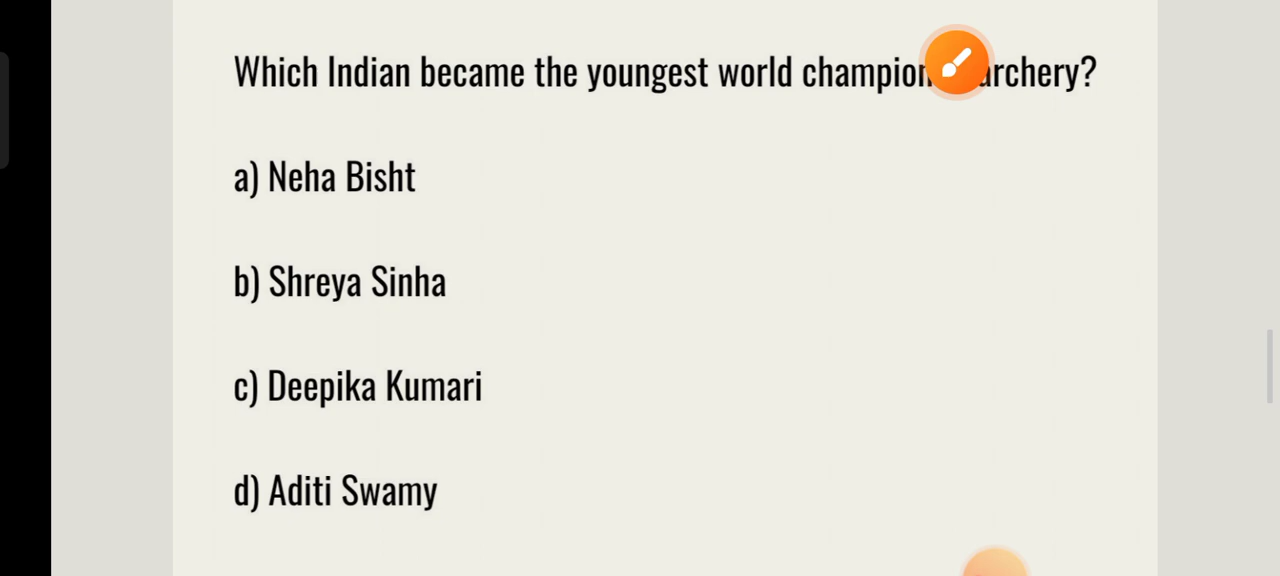 Which Indian became the youngest world champion archery?
a) Neha Bisht
b) Shreya Sinha
c) Deepika Kumari
d) Aditi Swamy